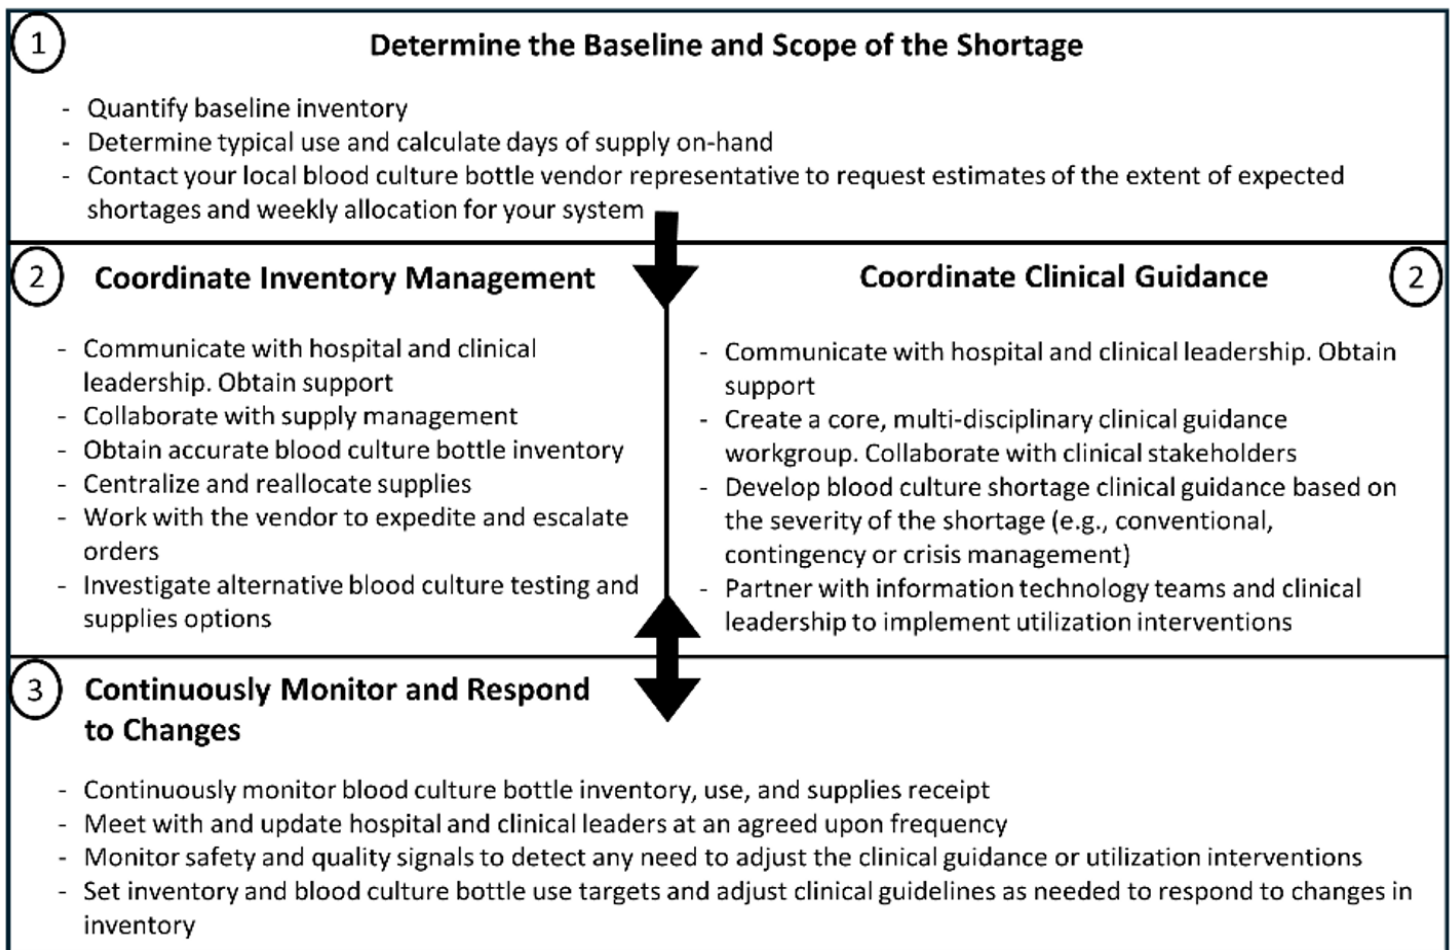 1
Determine the Baseline and Scope of the Shortage
- Quantify baseline inventory
- Determine typical use and calculate days of supply on-hand
- Contact your local blood culture bottle vendor representative to request estimates of the extent of expected
shortages and weekly allocation for your system
2
Coordinate Inventory Management
- Communicate with hospital and clinical
leadership. Obtain support
- Collaborate with supply management
- Obtain accurate blood culture bottle inventory
- Centralize and reallocate supplies
- Work with the vendor to expedite and escalate
orders
- Investigate alternative blood culture testing and
supplies options
Coordinate Clinical Guidance
2
- Communicate with hospital and clinical leadership. Obtain
support
- Create a core, multi-disciplinary clinical guidance
workgroup. Collaborate with clinical stakeholders
- Develop blood culture shortage clinical guidance based on
the severity of the shortage (e.g., conventional,
contingency or crisis management)
- Partner with information technology teams and clinical
leadership to implement utilization interventions
3
Continuously Monitor and Respond
to Changes
- Continuously monitor blood culture bottle inventory, use, and supplies receipt
- Meet with and update hospital and clinical leaders at an agreed upon frequency
- Monitor safety and quality signals to detect any need to adjust the clinical guidance or utilization interventions
- Set inventory and blood culture bottle use targets and adjust clinical guidelines as needed to respond to changes in
inventory